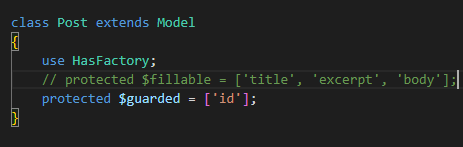 class Post extends Model
{
use HasFactory;
// protected $fillable = ['title', 'excerpt', 'body'];
protected $guarded = ['id'];
}